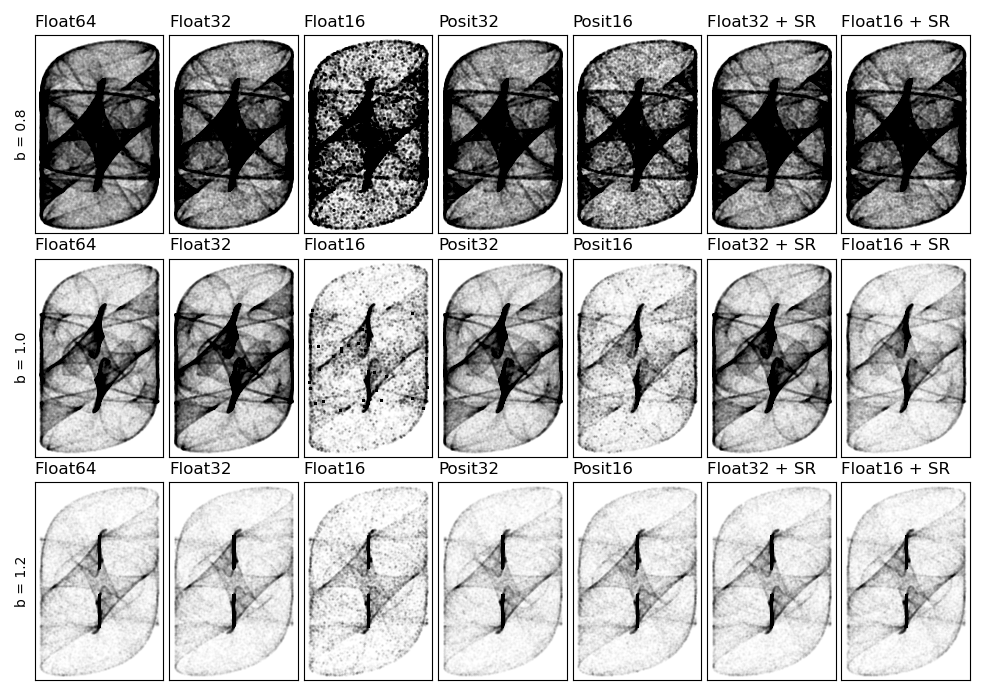 Float64 Float32 Float16 Posit32 Posit16 Float32 + SR Float16 + SR
b = 0.8
Float64 Float32 Float16 Posit32 Posit16 Float32 + SR Float16 + SR
b = 1.0
Float64 Float32 Float16 Posit32 Posit16 Float32 + SR Float16 + SR
b = 1.2